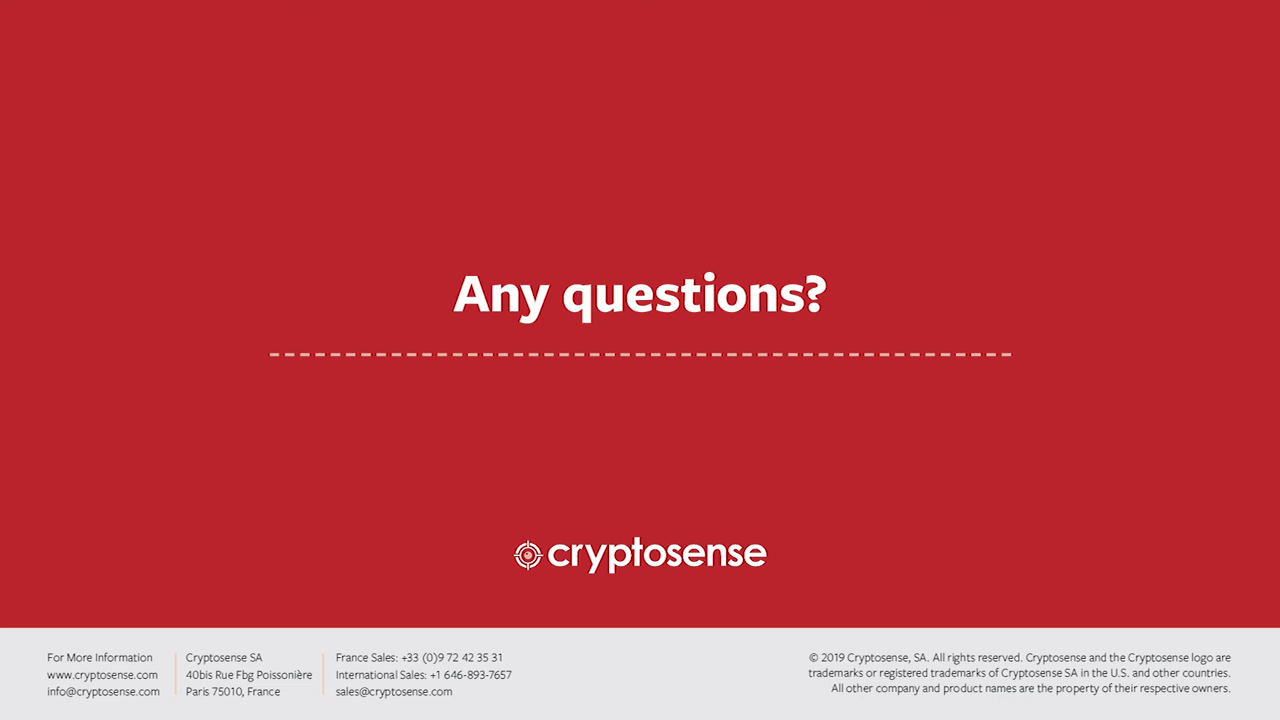 Any questions?
cryptosense
For More Information
www.cryptosense.com
info@cryptosense.com
Cryptosense SA
40bis Rue Fbg Poissonière
Paris 75010, France
France Sales: +33 (0)9 72 42 35 31
International Sales: +1 646-893-7657
sales@cryptosense.com
© 2019 Cryptosense, SA. All rights reserved. Cryptosense and the Cryptosense logo are
trademarks or registered trademarks of Cryptosense SA in the U.S. and other countries.
All other company and product names are the property of their respective owners.